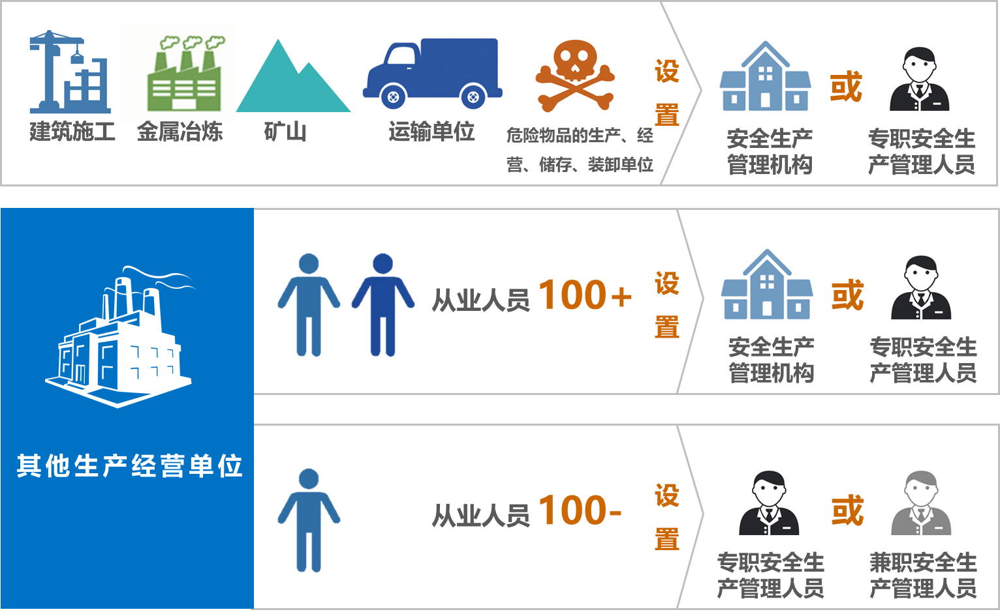 建筑施工
金属冶炼
矿山
运输单位
危险物品的生产、经
营、储存、装卸单位
设
置
安全生产
管理机构
或
专职安全生
产管理人员
其他生产经营单位
从业人员 100+
设
置
安全生产
管理机构
或
专职安全生
产管理人员
从业人员 100-
设
置
专职安全生
产管理人员
或
兼职安全生
产管理人员